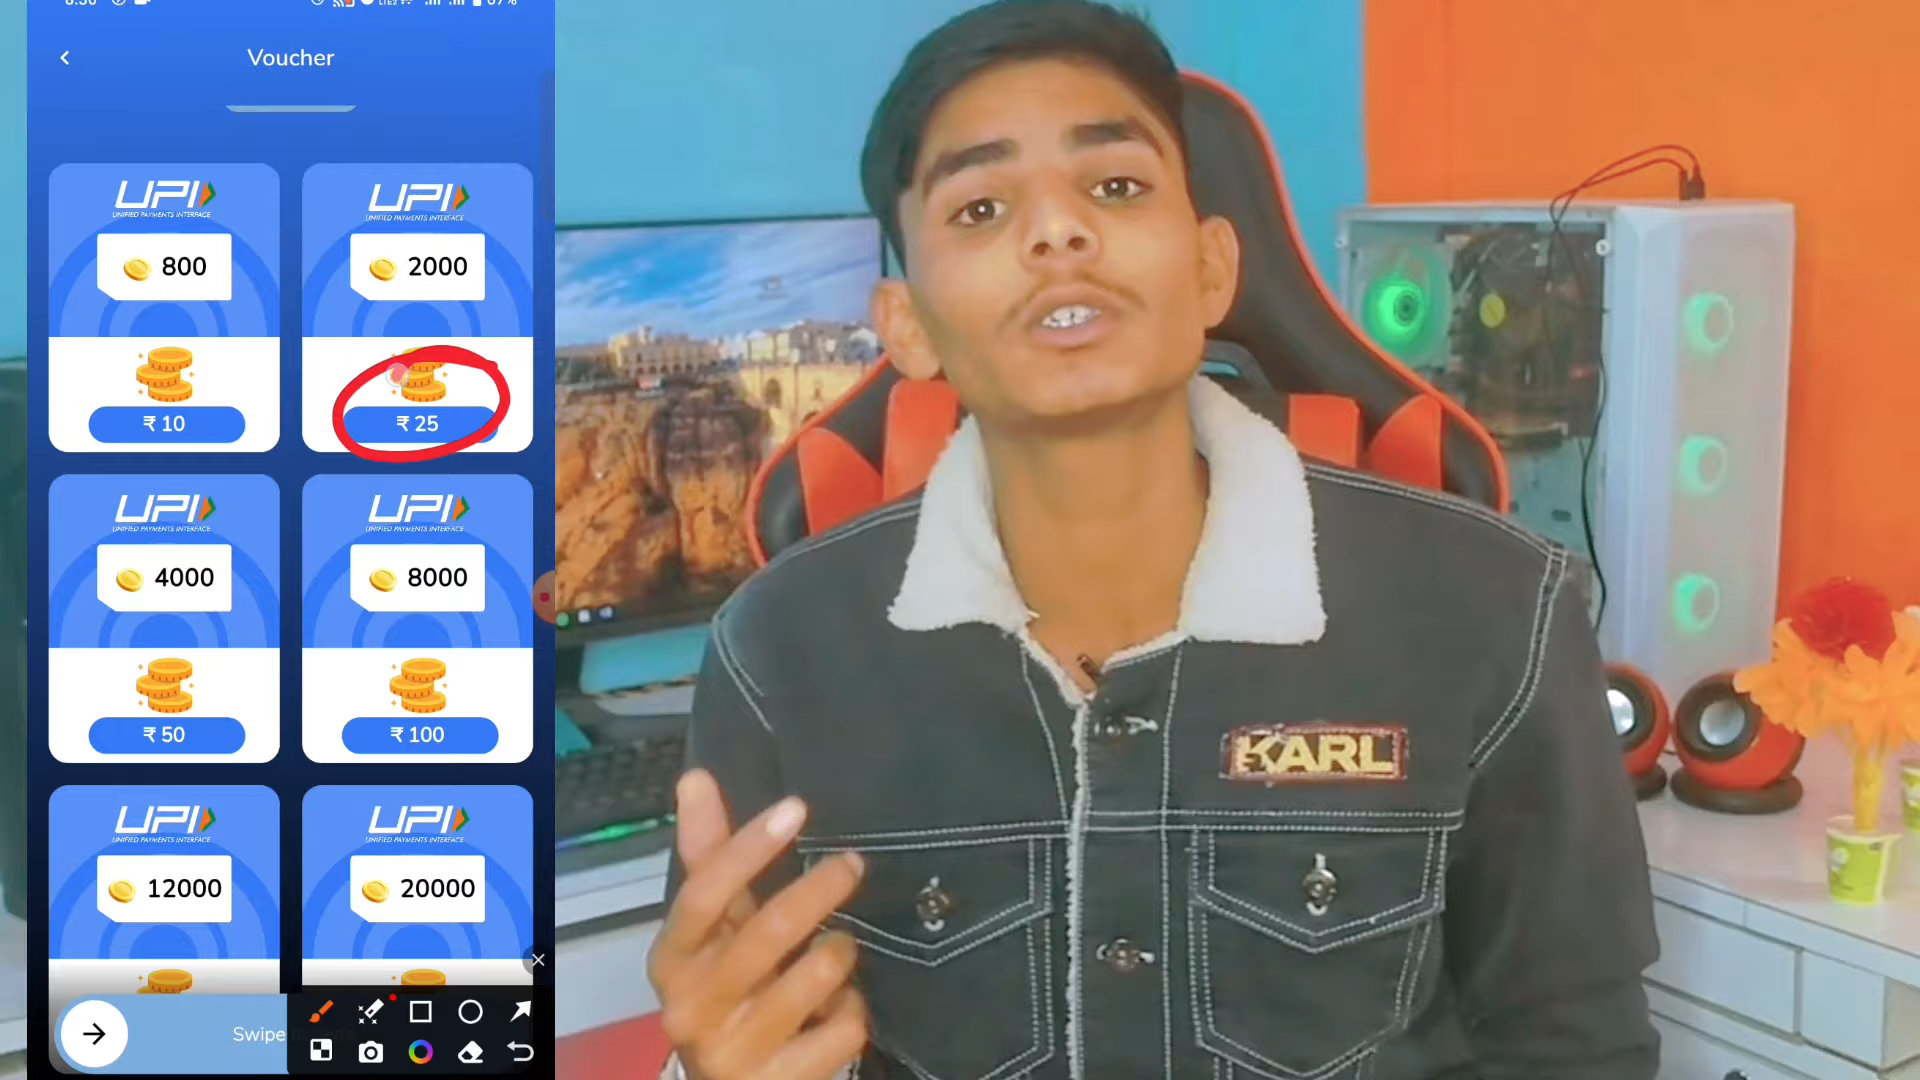 Voucher
UPI
UNIFIED PAYMENTS INTERFACE
800
₹ 10
UPI
UNIFIED PAYMENTS INTERFACE
2000
₹ 25
UPI
UNIFIED PAYMENTS INTERFACE
4000
₹ 50
UPI
UNIFIED PAYMENTS INTERFACE
8000
₹ 100
UPI
UNIFIED PAYMENTS INTERFACE
12000
UPI
UNIFIED PAYMENTS INTERFACE
20000
Swipe
KARL